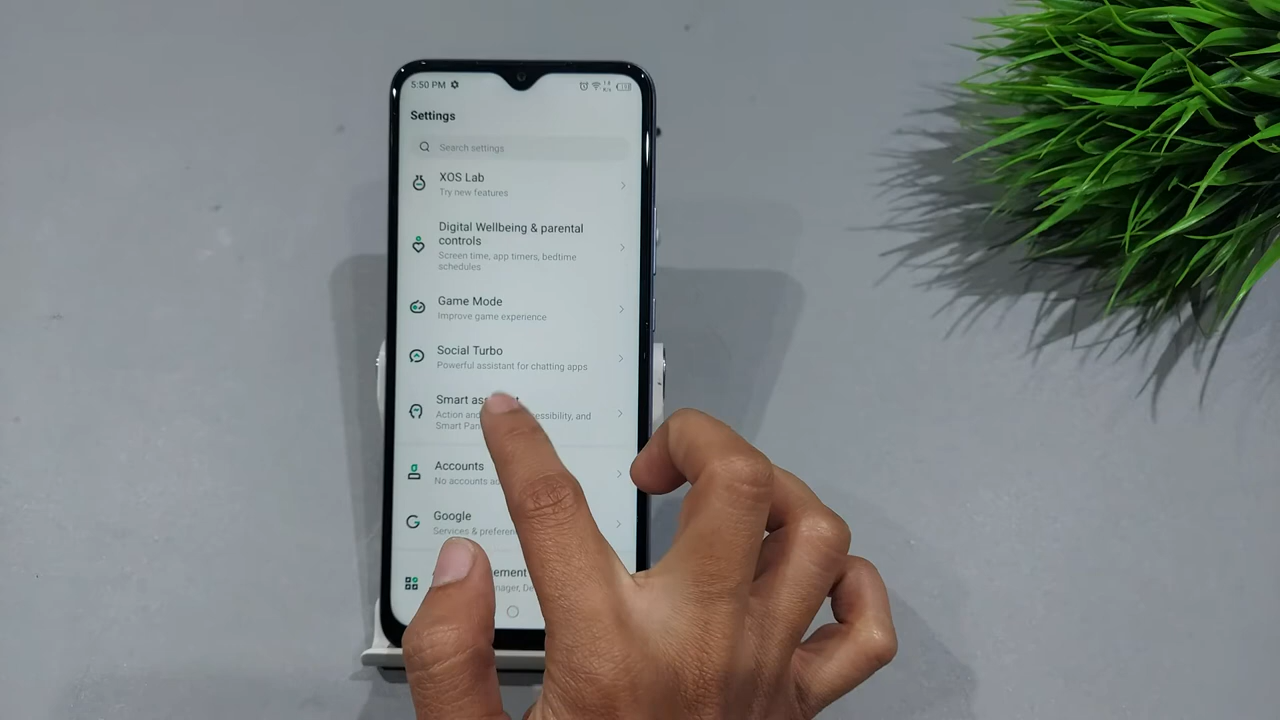 5:50 PM
Settings
Search settings
XOS Lab
Try new features
Digital Wellbeing & parental
controls
Screen time, app timers, bedtime
schedules
Game Mode
Improve game experience
Social Turbo
Powerful assistant for chatting apps
Smart
Action and
and
Smart
Accounts
No accounts
Google
Services &